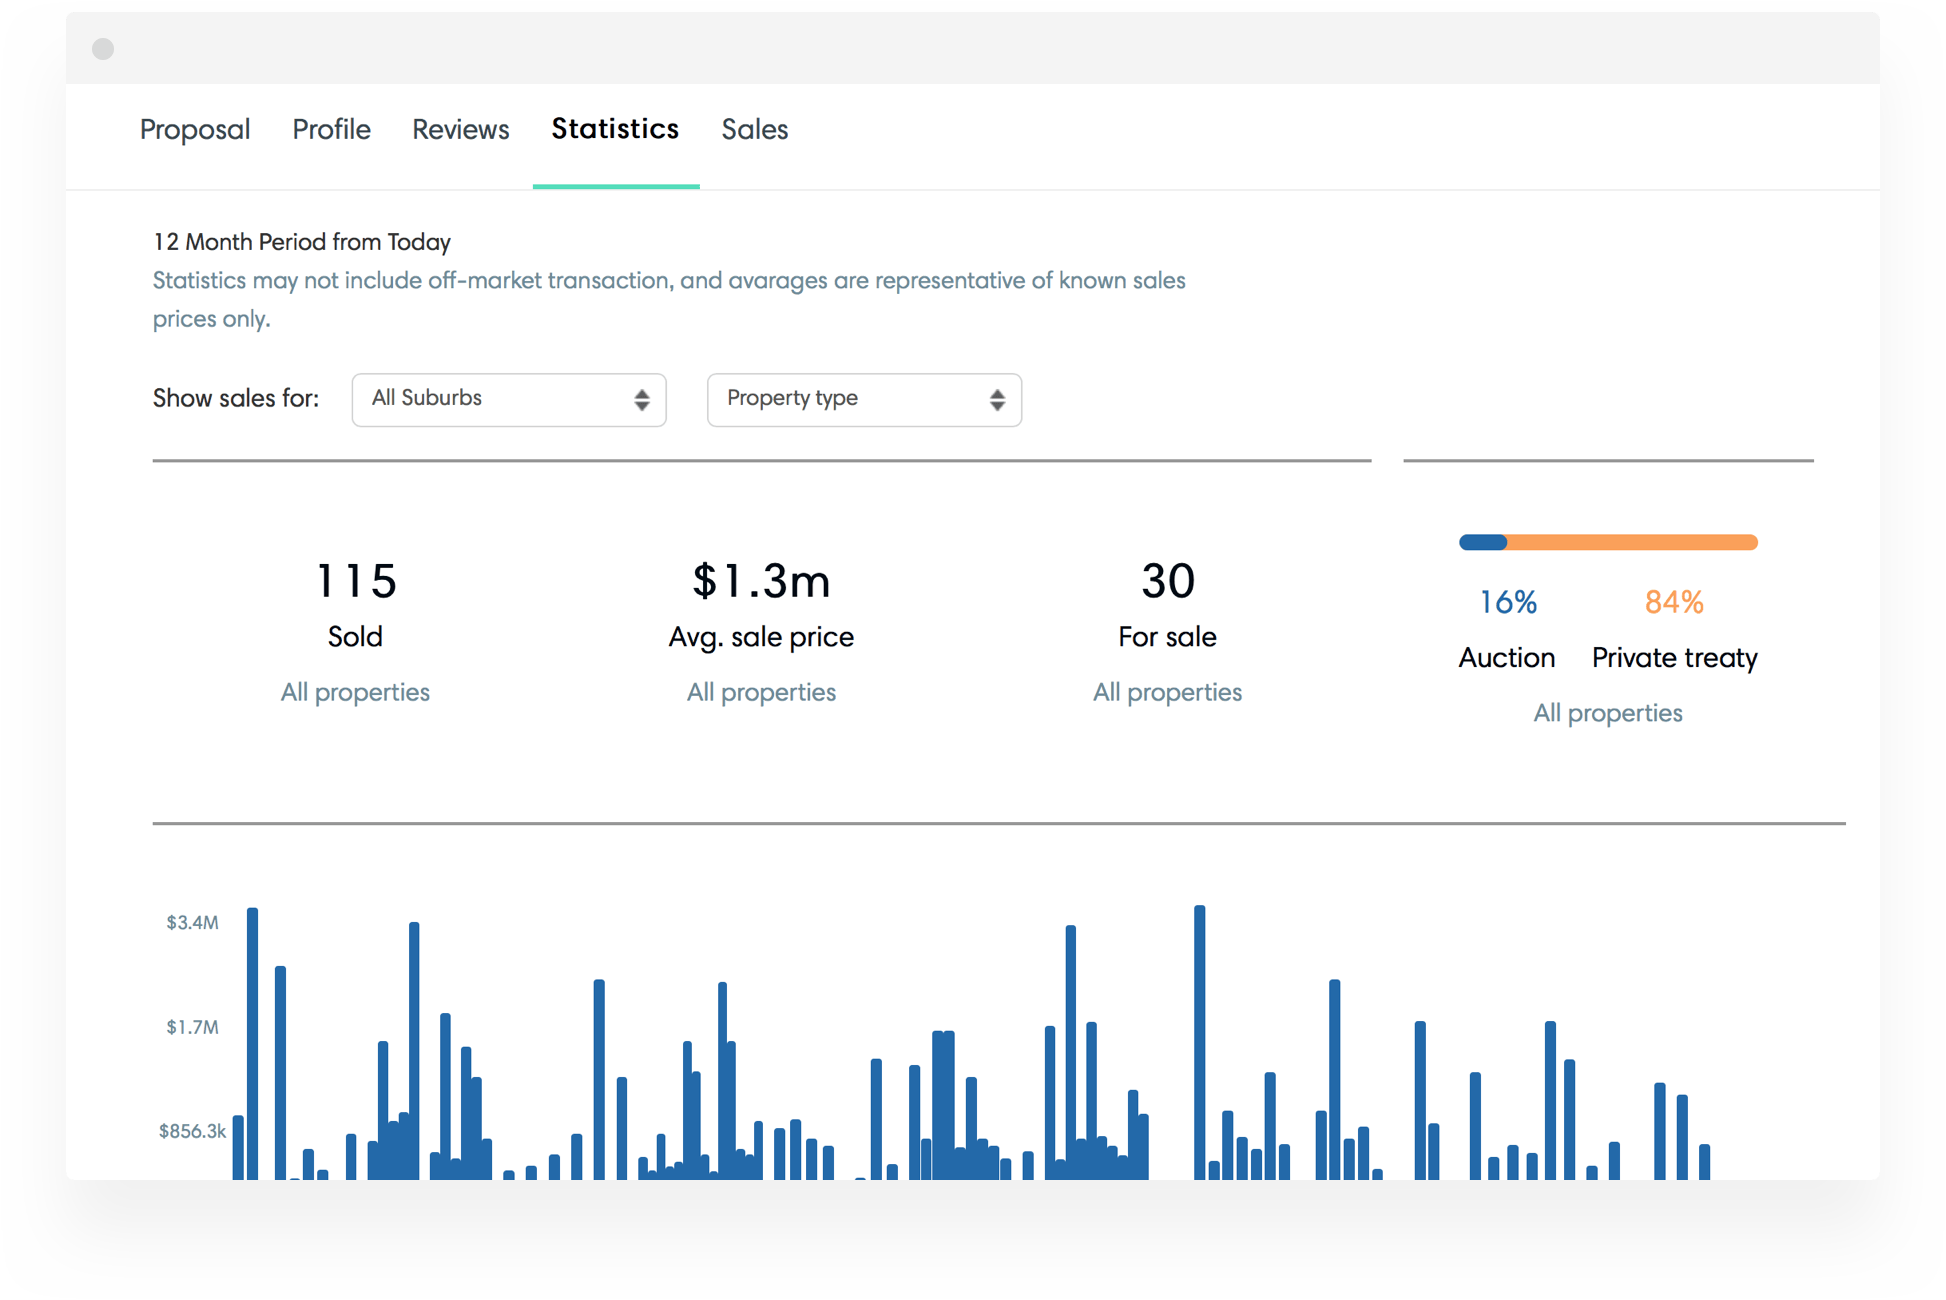 Proposal Profile Reviews Statistics Sales
12 Month Period from Today
Statistics may not include off-market transaction, and avarages are representative of known sales
prices only.
Show sales for: All Suburbs Property type
115 $1.3m 30
Sold Avg. sale price For sale
All properties All properties All properties
16% 84%
Auction Private treaty
All properties
$3.4M
$1.7M
$856.3k